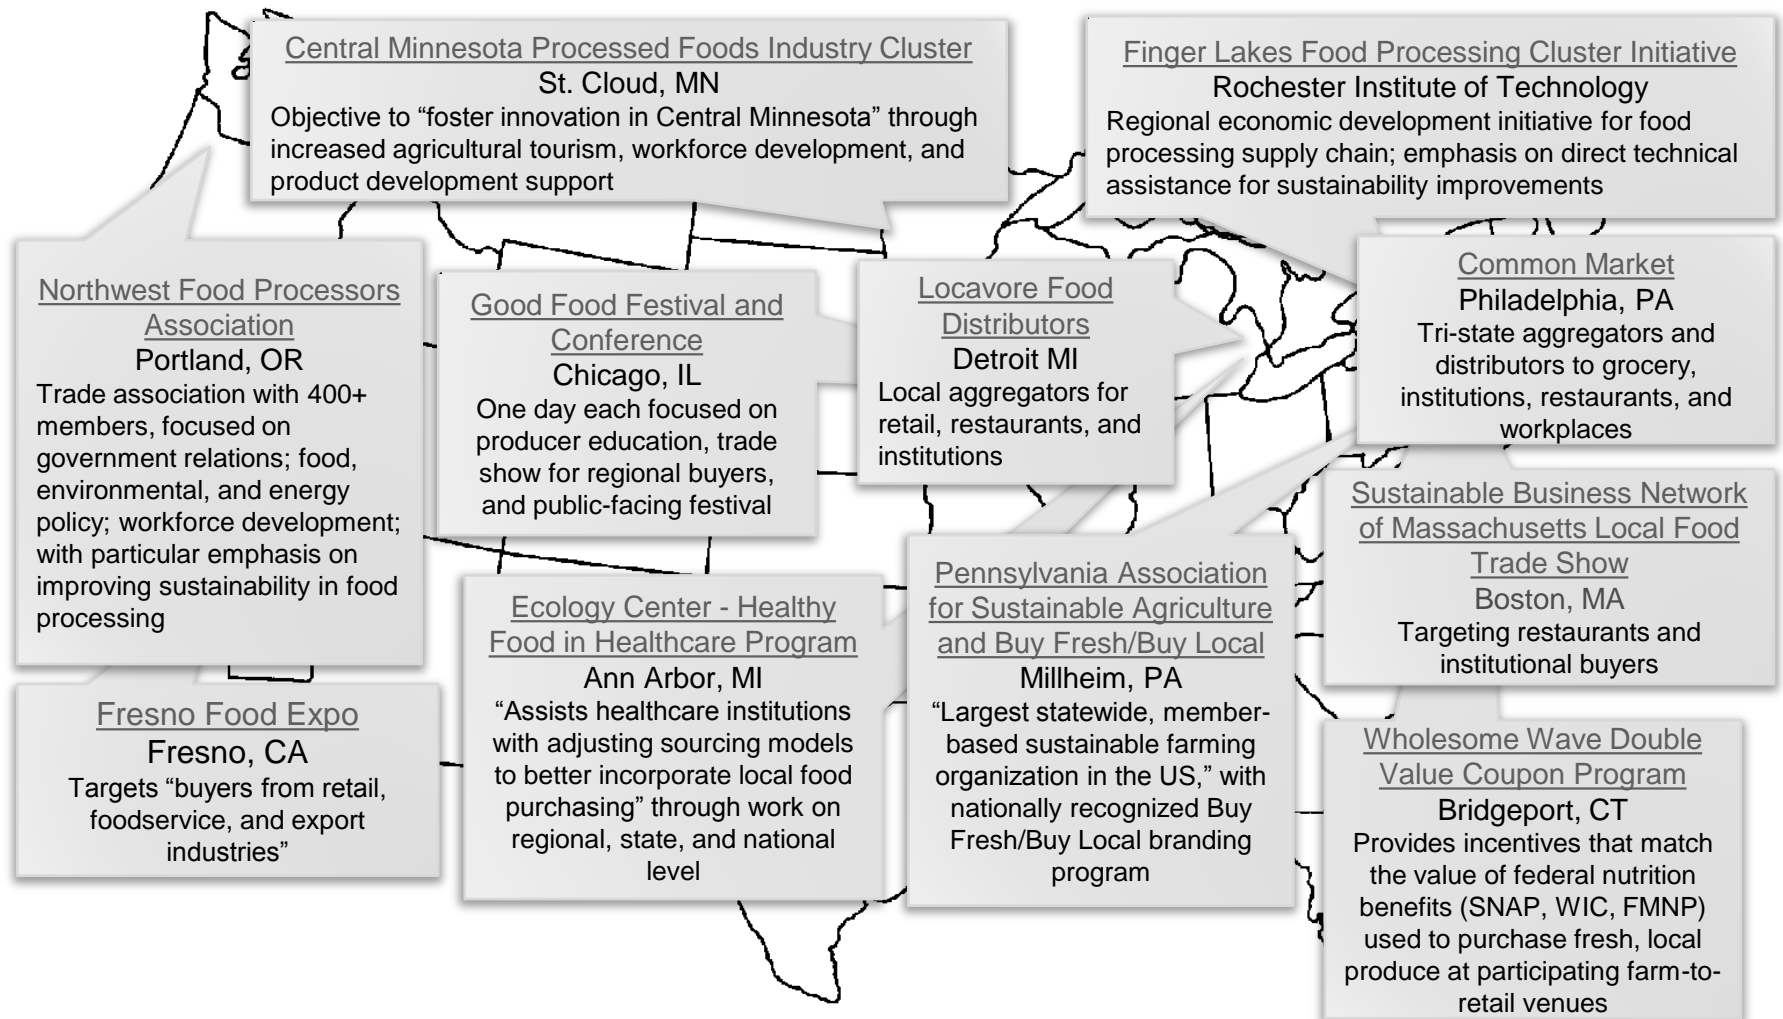 Central Minnesota Processed Foods Industry Cluster
St. Cloud, MN
Objective to “foster innovation in Central Minnesota” through
increased agricultural tourism, workforce development, and
product development support
Finger Lakes Food Processing Cluster Initiative
Rochester Institute of Technology
Regional economic development initiative for food
processing supply chain; emphasis on direct technical
assistance for sustainability improvements
Northwest Food Processors
Association
Portland, OR
Trade association with 400+
members, focused on
government relations; food,
environmental, and energy
policy; workforce development;
with particular emphasis on
improving sustainability in food
processing
Good Food Festival and
Conference
Chicago, IL
One day each focused on
producer education, trade
show for regional buyers,
and public-facing festival
Locavore Food
Distributors
Detroit MI
Local aggregators for
retail, restaurants, and
institutions
Common Market
Philadelphia, PA
Tri-state aggregators and
distributors to grocery,
institutions, restaurants, and
workplaces
Sustainable Business Network
of Massachusetts Local Food
Trade Show
Boston, MA
Targeting restaurants and
institutional buyers
Ecology Center - Healthy
Food in Healthcare Program
Ann Arbor, MI
“Assists healthcare institutions
with adjusting sourcing models
to better incorporate local food
purchasing” through work on
regional, state, and national
level
Pennsylvania Association
for Sustainable Agriculture
and Buy Fresh/Buy Local
Millheim, PA
“Largest statewide, member-
based sustainable farming
organization in the US,” with
nationally recognized Buy
Fresh/Buy Local branding
program
Fresno Food Expo
Fresno, CA
Targets “buyers from retail,
foodservice, and export
industries”
Wholesome Wave Double
Value Coupon Program
Bridgeport, CT
Provides incentives that match
the value of federal nutrition
benefits (SNAP, WIC, FMNP)
used to purchase fresh, local
produce at participating farm-to-
retail venues